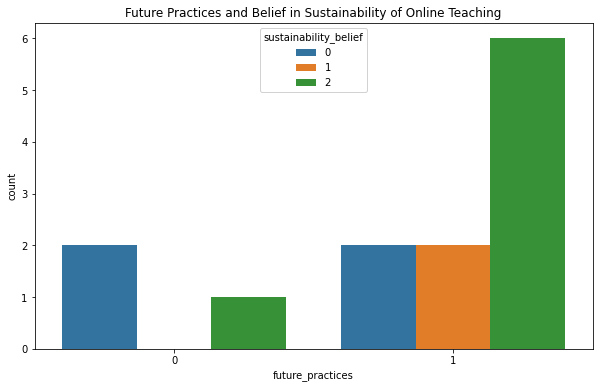 Future Practices and Belief in Sustainability of Online Teaching
sustainability_belief
0
1
2
6
5
4
3
2
1
0
count
0 1
future_practices